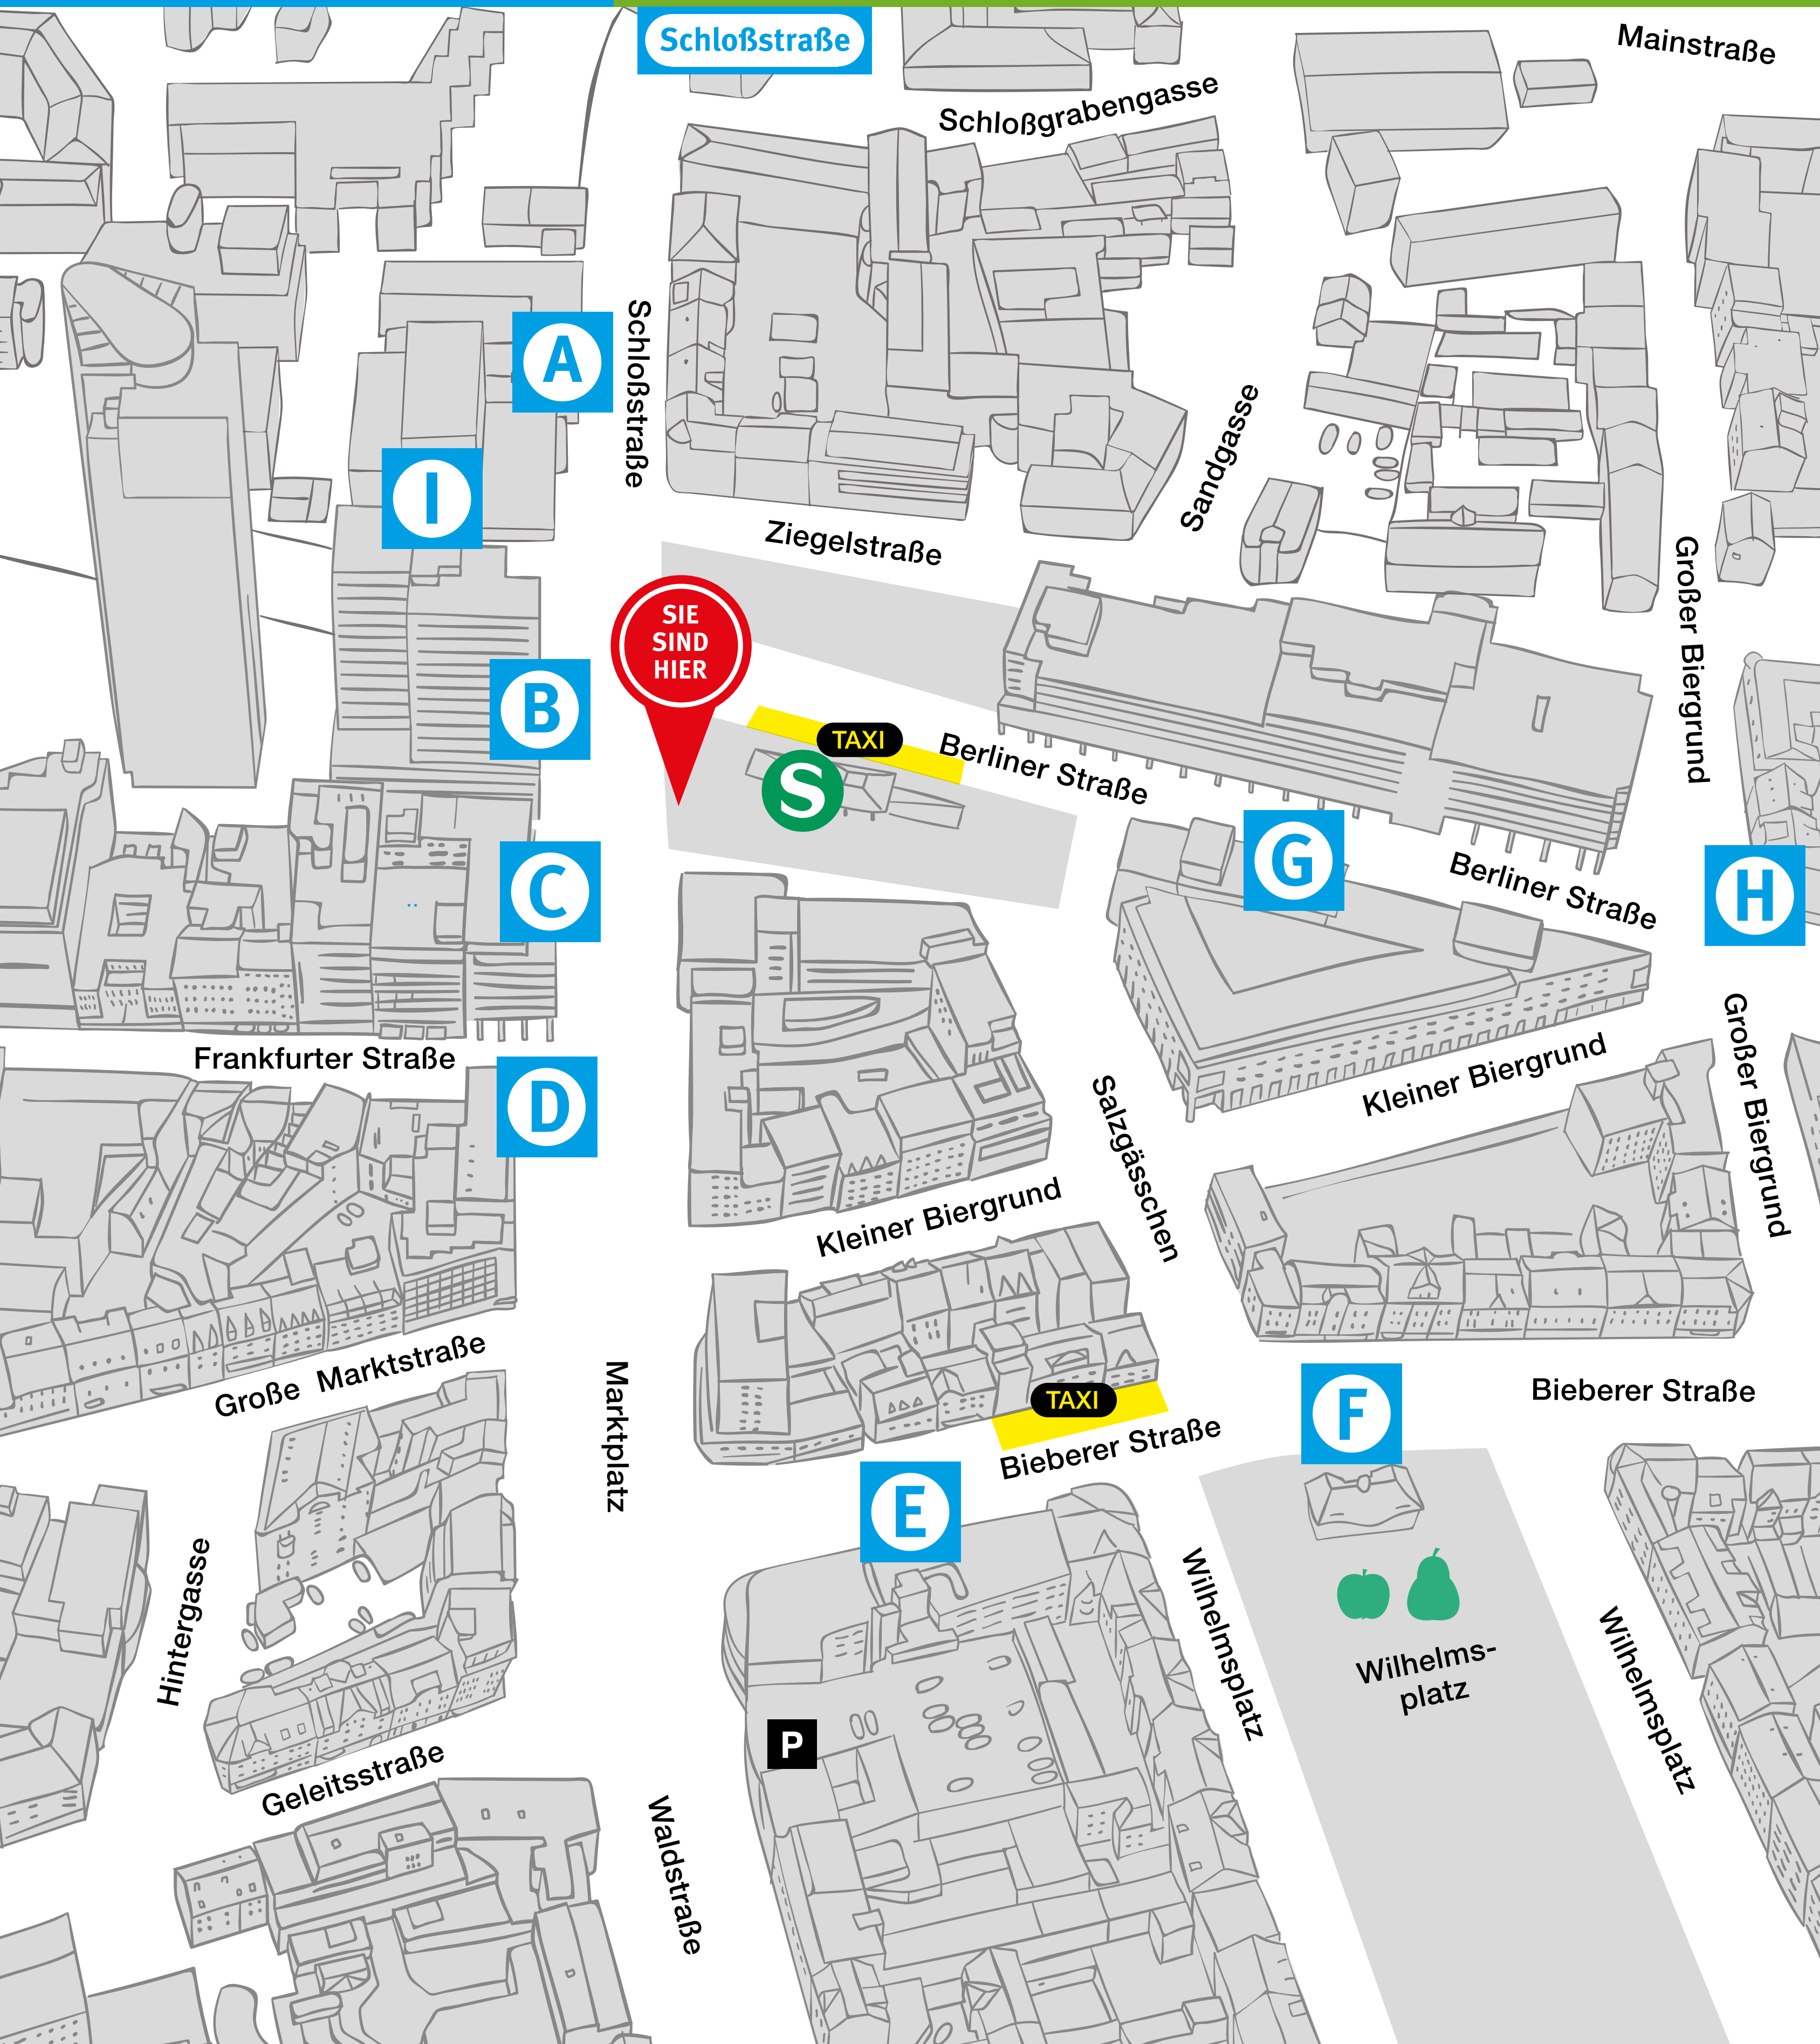 Schloßstraße
Mainstraße
Schloßgrabengasse
A
Schloßstraße
Sandgasse
I
Ziegelstraße
Großer Biergrund
SIE
SIND
HIER
B
TAXI
Berliner Straße
S
G
C
Berliner Straße
H
Frankfurter Straße
D
Kleiner Biergrund
Großer Biergrund
Salzgässchen
Kleiner Biergrund
Große Marktstraße
Marktplatz
TAXI
F
Bieberer Straße
Bieberer Straße
E
Hintergasse
Wilhelmsplatz
Wilhelms-
platz
Wilhelmsplatz
P
Geleitsstraße
Waldstraße